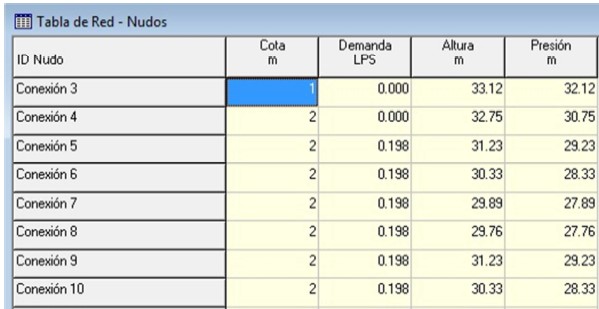 Tabla de Red - Nudos
ID Nudo Cota m Demanda LPS Altura m Presión m
Conexión 3 1 0.000 33.12 32.12
Conexión 4 2 0.000 32.75 30.75
Conexión 5 2 0.198 31.23 29.23
Conexión 6 2 0.198 30.33 28.33
Conexión 7 2 0.198 29.89 27.89
Conexión 8 2 0.198 29.76 27.76
Conexión 9 2 0.198 31.23 29.23
Conexión 10 2 0.198 30.33 28.33